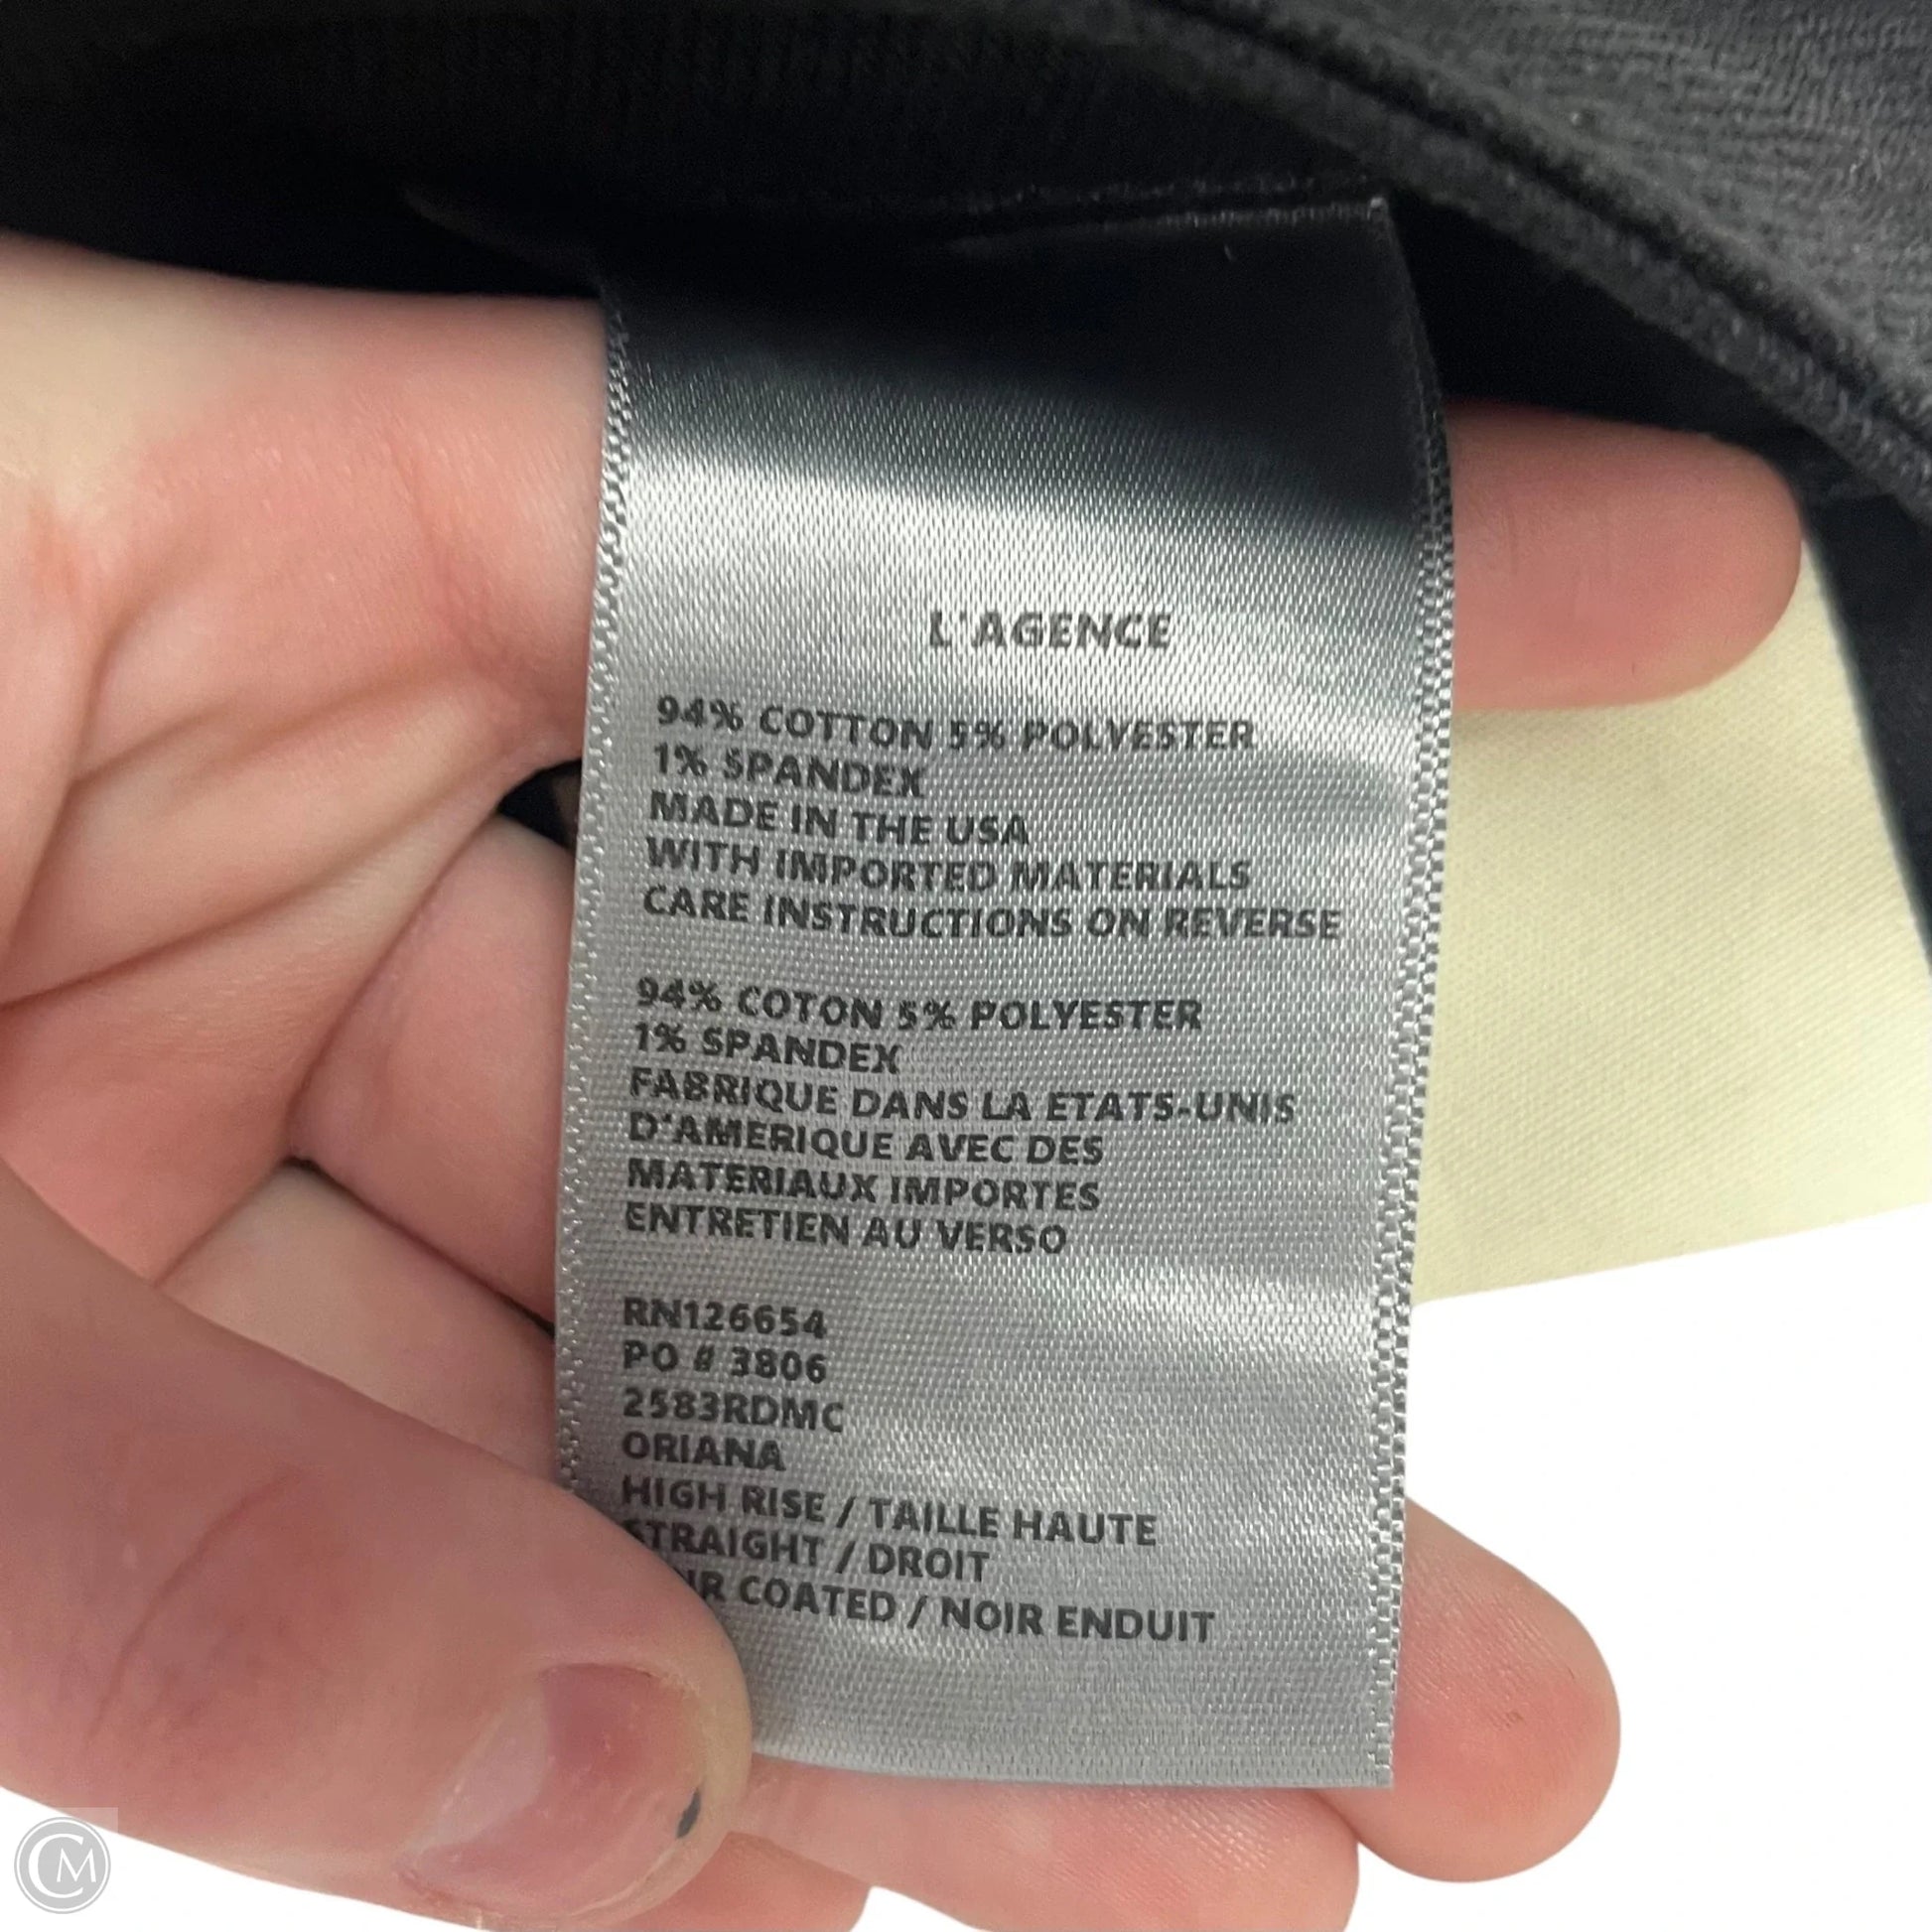 L'AGENCE
94% COTTON 5% POLYESTER
1% SPANDEX
MADE IN THE USA
WITH IMPORTED MATERIALS
CARE INSTRUCTIONS ON REVERSE
94% COTON 5% POLYESTER
1% SPANDEX
FABRIQUE DANS LA ETATS-UNIS
D'AMERIQUE AVEC DES
MATERIAUX IMPORTES
ENTRETIEN AU VERSO
RN126654
PO # 3806
2583RDMC
ORIANA
HIGH RISE / TAILLE HAUTE
STRAIGHT / DROIT
COATED / NOIR ENDUIT
CM